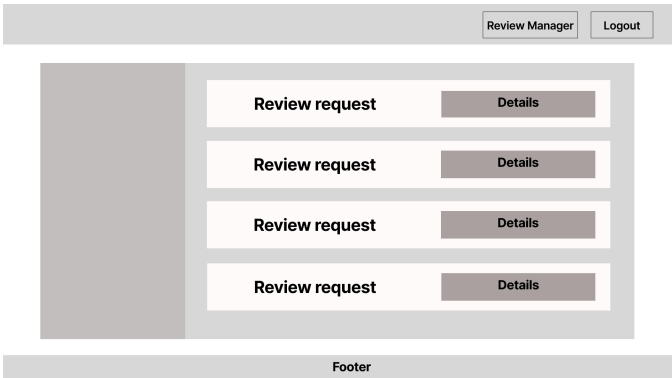 Review Manager
Logout
Review request
Details
Review request
Details
Review request
Details
Review request
Details
Footer